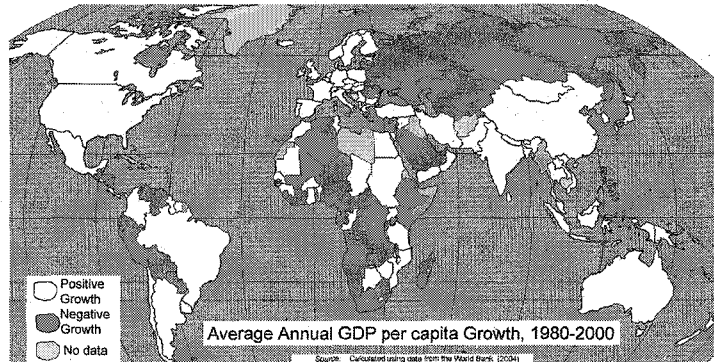 Positive
Growth
Negative
Growth
No data
Average Annual GDP per capita Growth, 1980-2000
Source: Calculated using data from the World Bank (2004)